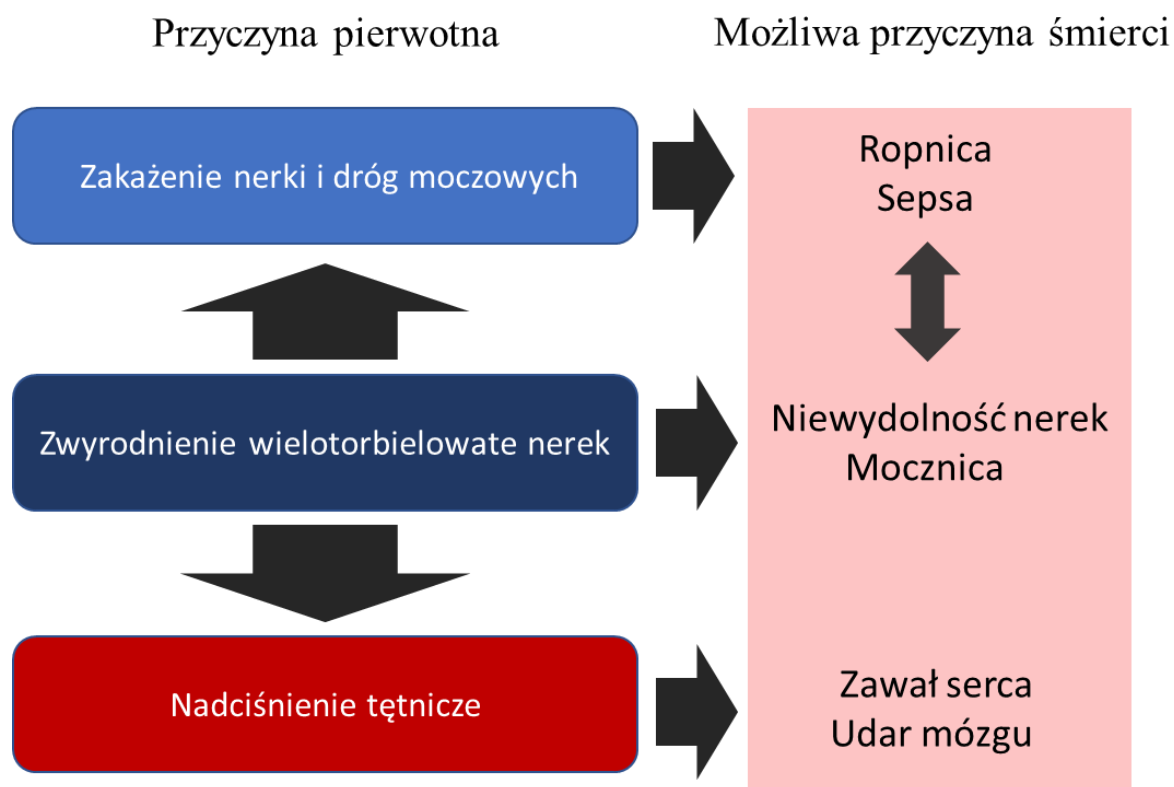 Przyczyna pierwotna
Możliwa przyczyna śmierci
Zakażenie nerki i dróg moczowych
Ropnica
Sepsa
Zwyrodnienie wielotorbielowate nerek
Niewydolność nerek
Mocznica
Nadciśnienie tętnicze
Zawał serca
Udar mózgu